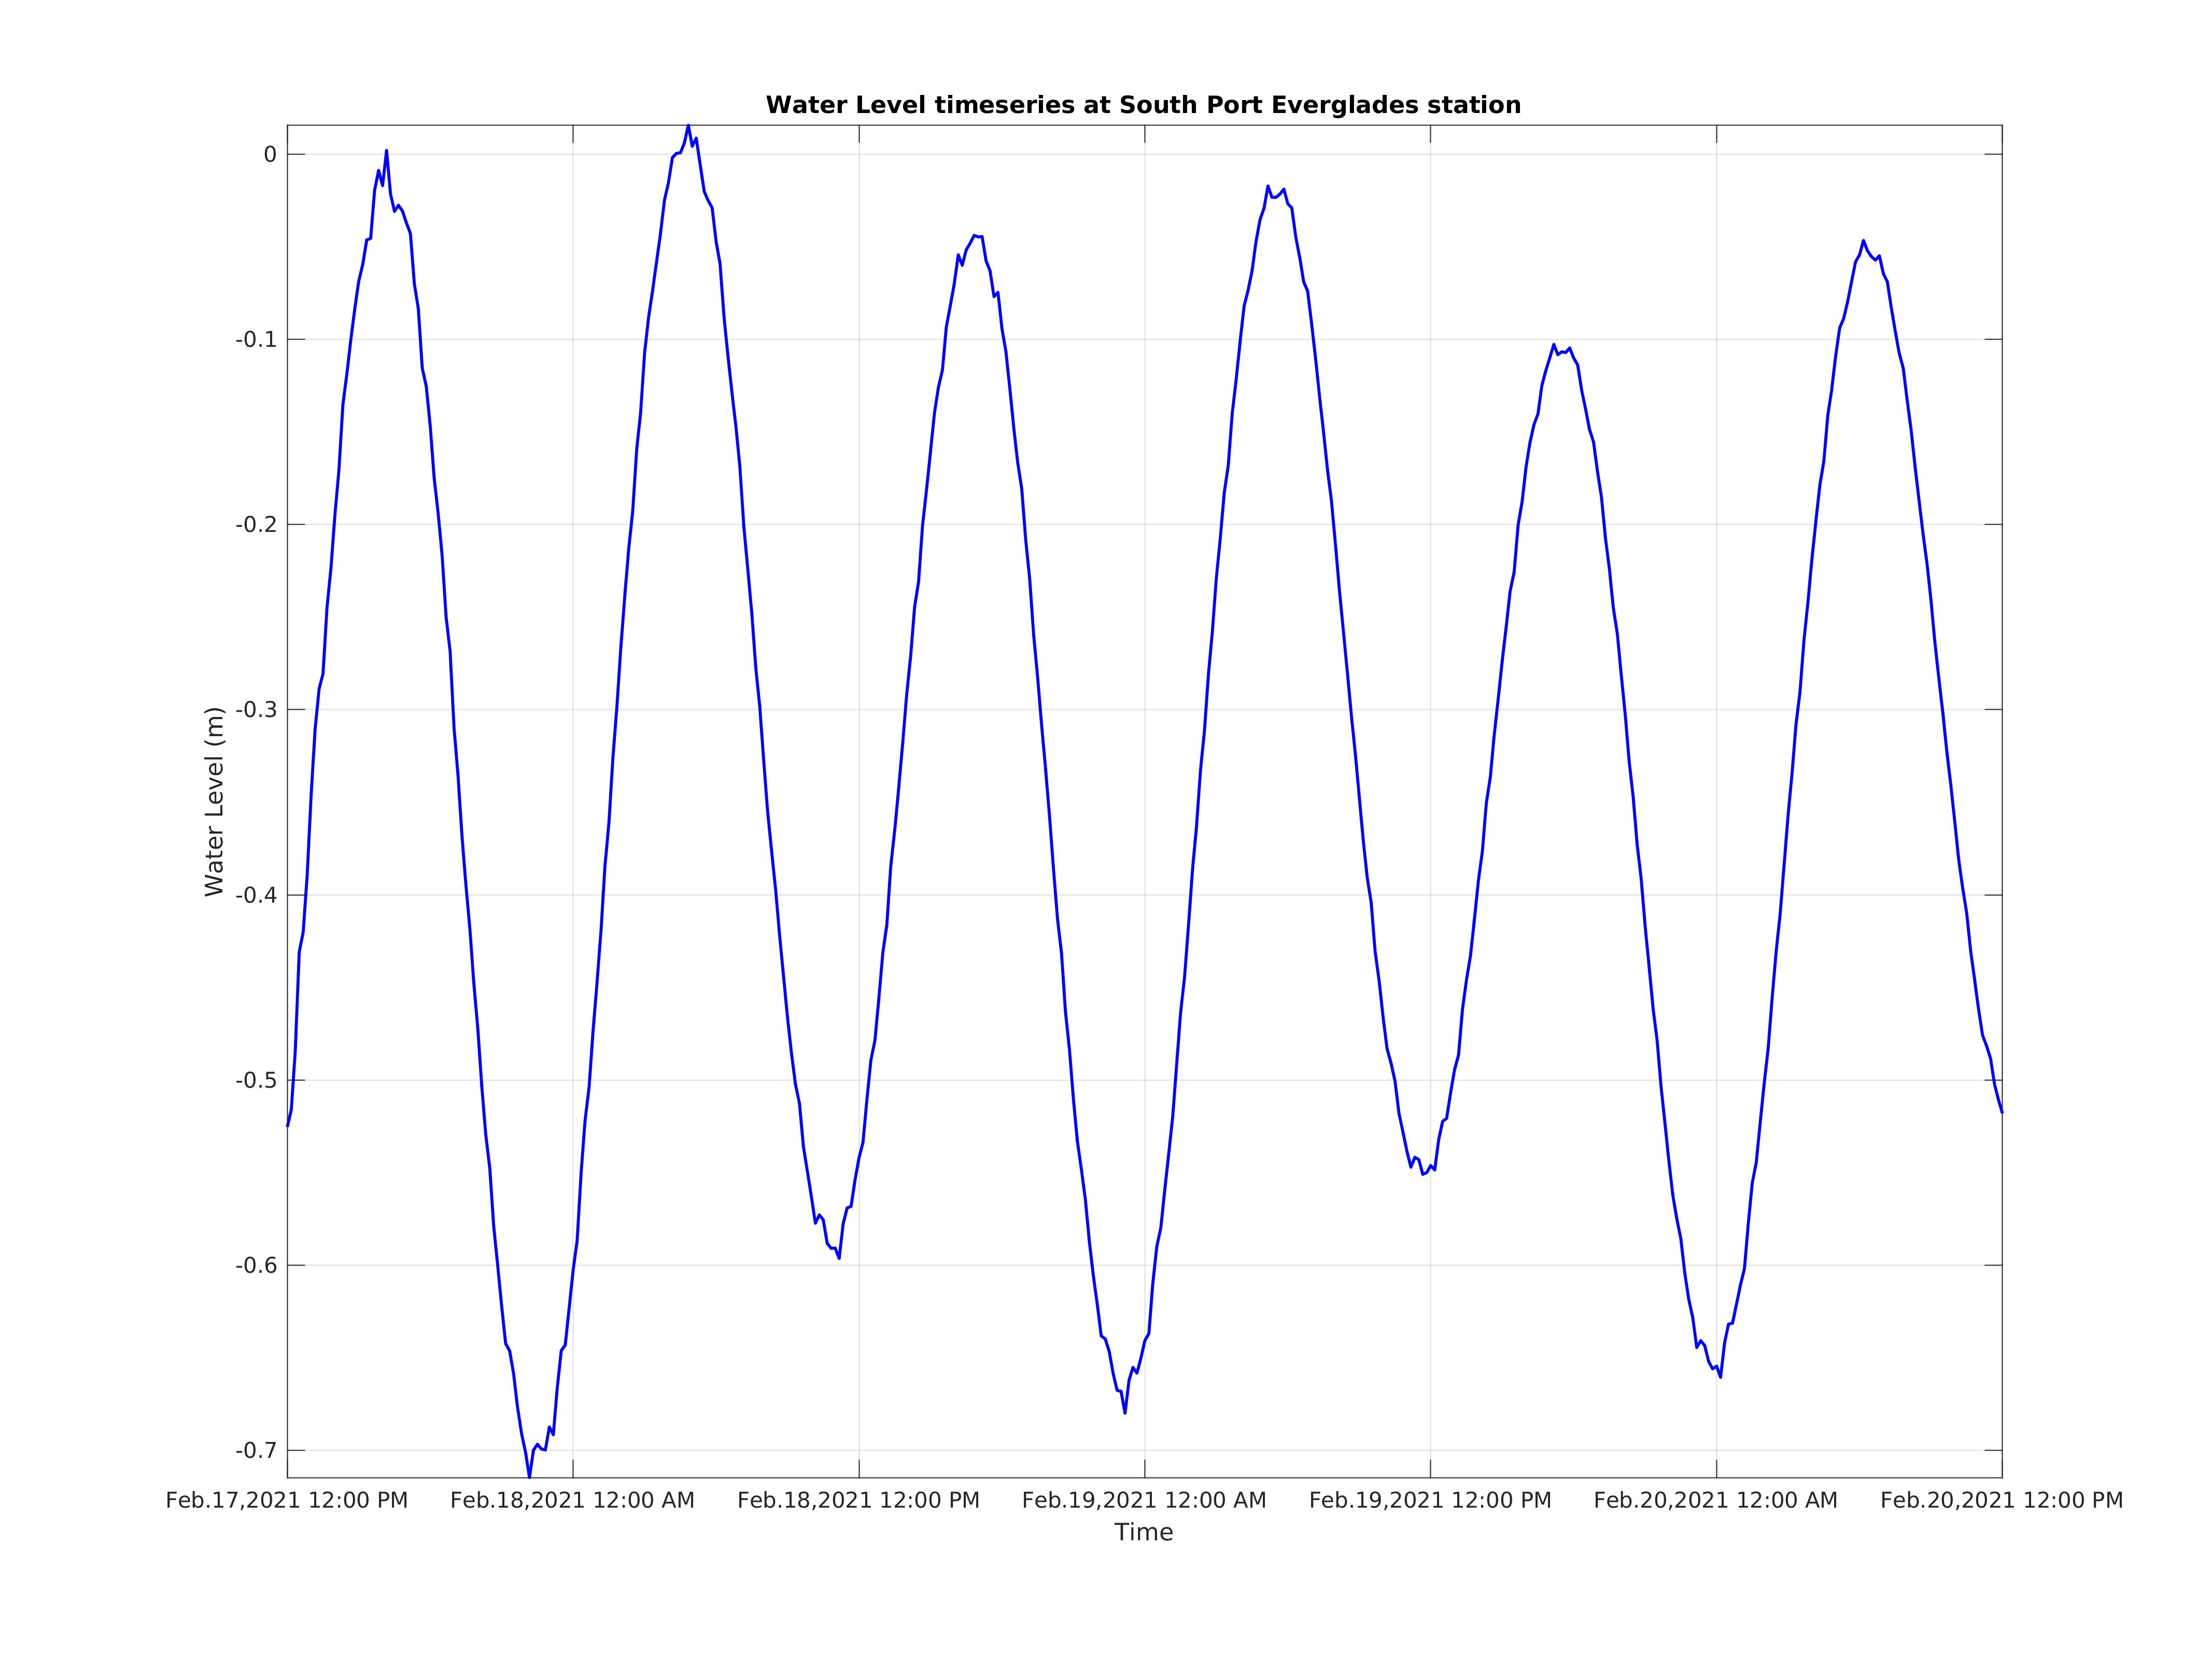 Water Level timeseries at South Port Everglades station
0
-0.1
-0.2
-0.3
-0.4
-0.5
-0.6
-0.7
Water Level (m)
Feb.17,2021 12:00 PM Feb.18,2021 12:00 AM Feb.18,2021 12:00 PM Feb.19,2021 12:00 AM Feb.19,2021 12:00 PM Feb.20,2021 12:00 AM Feb.20,2021 12:00 PM
Time